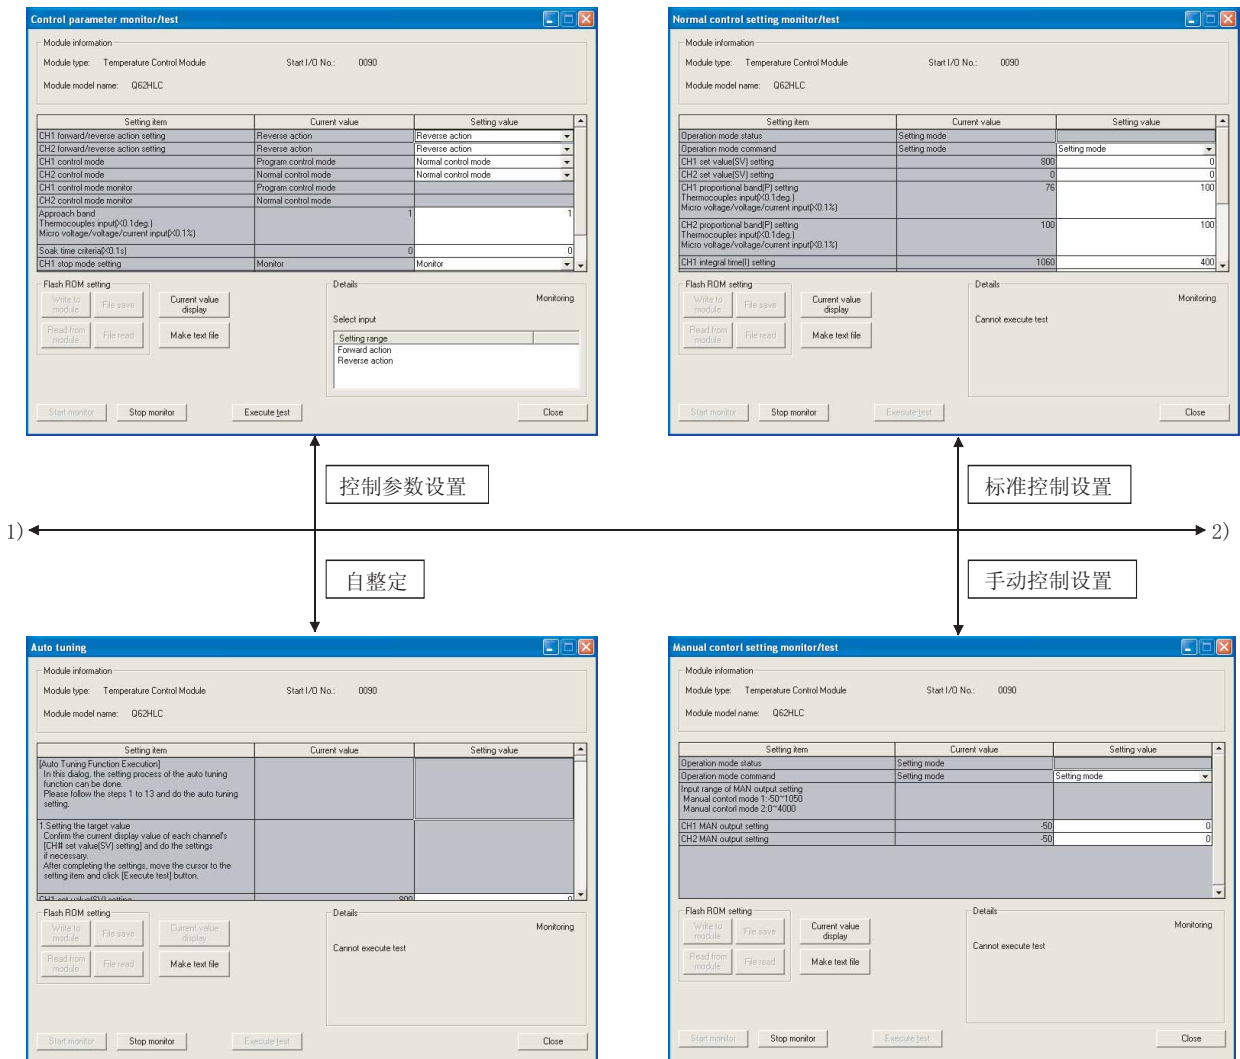 Control parameter monitor/test
Module information
Module type: Temperature Control Module Start I/O No.: 0090
Module model name: Q62HLC
Setting item Current value Setting value
CH1 forward/reverse action setting Reverse action Reverse action
CH2 forward/reverse action setting Reverse action Reverse action
CH1 control mode Program control mode Normal control mode
CH2 control mode Normal control mode Normal control mode
CH1 control mode monitor Program control mode
CH2 control mode monitor Normal control mode
Approach band 1 1
Thermocouples input(X0.1deg.)
Micro voltage/voltage/current input(X0.1%)
Soak time criteria(X0.1s) 0 0
CH1 stop mode setting Monitor Monitor
Flash ROM setting
Write to module
File save
Current value display
Read from module
File read
Make text file
Details
Monitoring
Select input
Setting range
Forward action
Reverse action
Start monitor Stop monitor Execute test Close
Normal control setting monitor/test
Module information
Module type: Temperature Control Module Start I/O No.: 0090
Module model name: Q62HLC
Setting item Current value Setting value
Operation mode status Setting mode
Operation mode command Setting mode Setting mode
CH1 set value(SV) setting 800 0
CH2 set value(SV) setting 0 0
CH1 proportional band(P) setting 76 100
Thermocouples input(X0.1deg.)
Micro voltage/voltage/current input(X0.1%)
CH2 proportional band(P) setting 100 100
Thermocouples input(X0.1deg.)
Micro voltage/voltage/current input(X0.1%)
CH1 integral time(I) setting 1060 400
Flash ROM setting
Write to module
File save
Current value display
Read from module
File read
Make text file
Details
Monitoring
Cannot execute test
Start monitor Stop monitor Execute test Close
控制参数设置
标准控制设置
1)
2)
自整定
手动控制设置
Auto tuning
Module information
Module type: Temperature Control Module Start I/O No.: 0090
Module model name: Q62HLC
Setting item Current value Setting value
[Auto Tuning Function Execution]
In this dialog, the setting process of the auto tuning
function can be done.
Please follow the steps 1 to 13 and do the auto tuning
setting.
1.Setting the target value
Confirm the current display value of each channel's
[CH# set value(SV) setting] and do the settings
if necessary.
After completing the settings, move the cursor to the
setting item and click [Execute test] button.
CH1 set value(SV) setting 800 0
Flash ROM setting
Write to module
File save
Current value display
Read from module
File read
Make text file
Details
Monitoring
Cannot execute test
Start monitor Stop monitor Execute test Close
Manual contorl setting monitor/test
Module information
Module type: Temperature Control Module Start I/O No.: 0090
Module model name: Q62HLC
Setting item Current value Setting value
Operation mode status Setting mode
Operation mode command Setting mode Setting mode
Input range of MAN output setting
Manual contorl mode 1:-50~1050
Manual contorl mode 2:0~4000
CH1 MAN output setting -50 0
CH2 MAN output setting -50 0
Flash ROM setting
Write to module
File save
Current value display
Read from module
File read
Make text file
Details
Monitoring
Cannot execute test
Start monitor Stop monitor Execute test Close